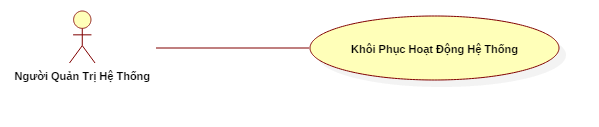 Khôi Phục Hoạt Động Hệ Thống
Người Quản Trị Hệ Thống